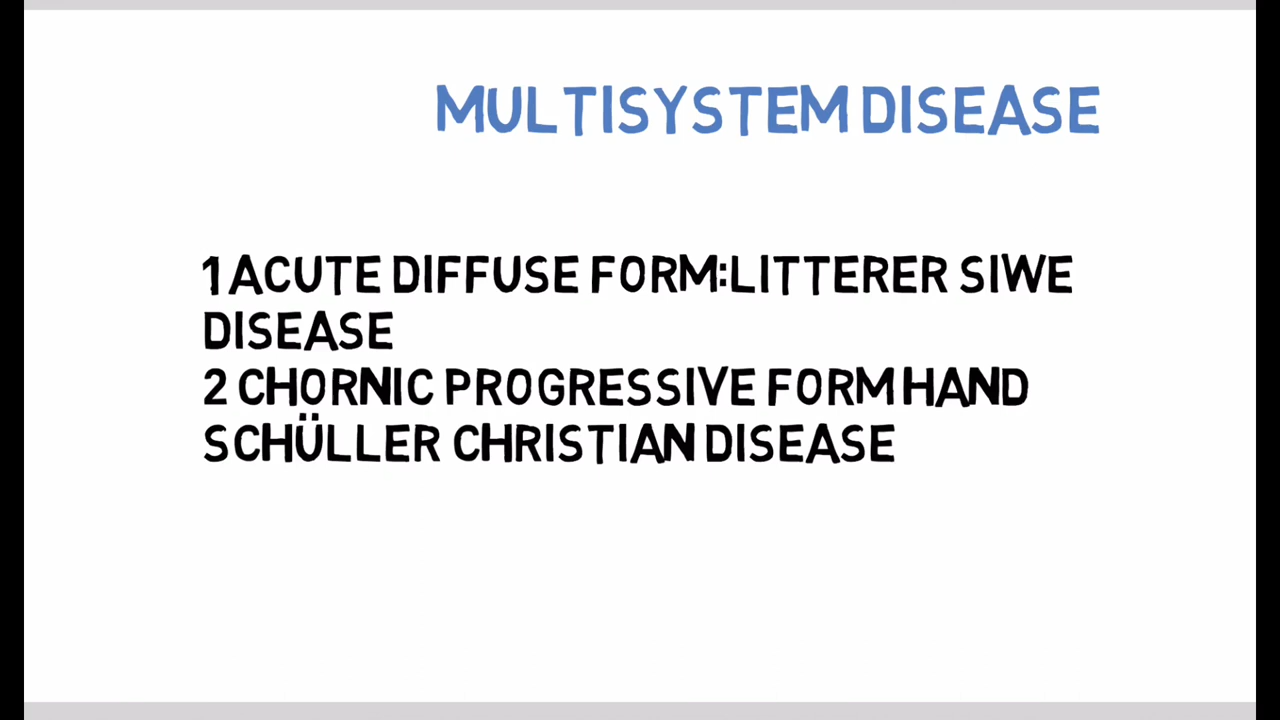 MULTISYSTEM DISEASE
1 ACUTE DIFFUSE FORM:LITTERER SIWE
DISEASE
2 CHORNIC PROGRESSIVE FORM HAND
SCHÜLLER CHRISTIAN DISEASE